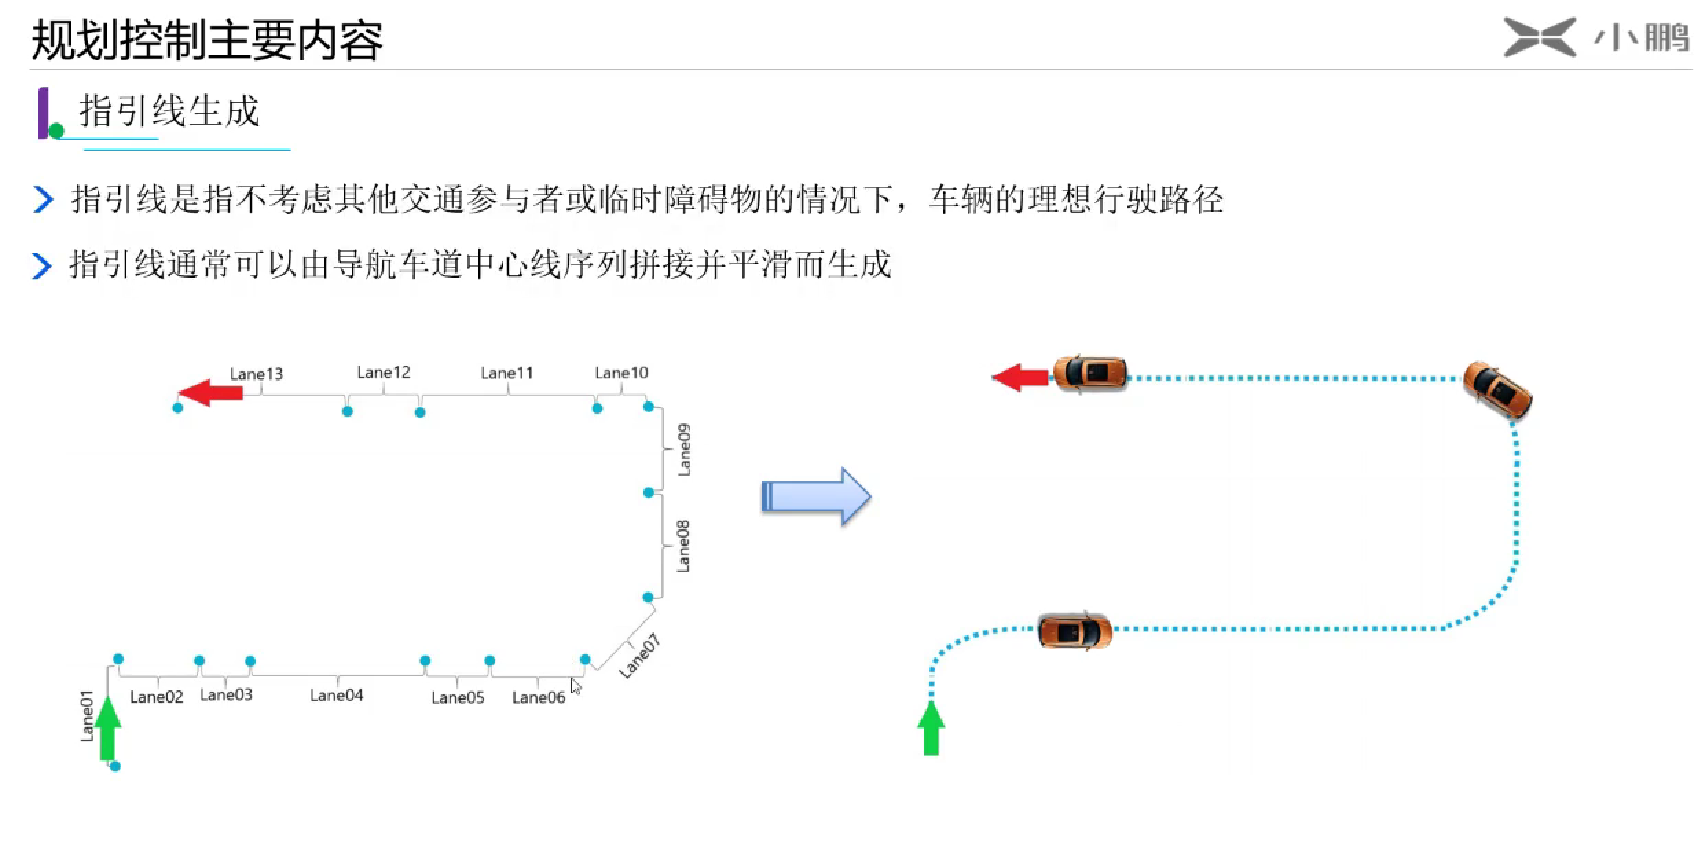 规划控制主要内容
小鹏
指引线生成
指引线是指不考虑其他交通参与者或临时障碍物的情况下，车辆的理想行驶路径
指引线通常可以由导航车道中心线序列拼接并平滑而生成
Lane13
Lane12
Lane11
Lane10
Lane09
Lane08
Lane07
Lane01
Lane02
Lane03
Lane04
Lane05
Lane06